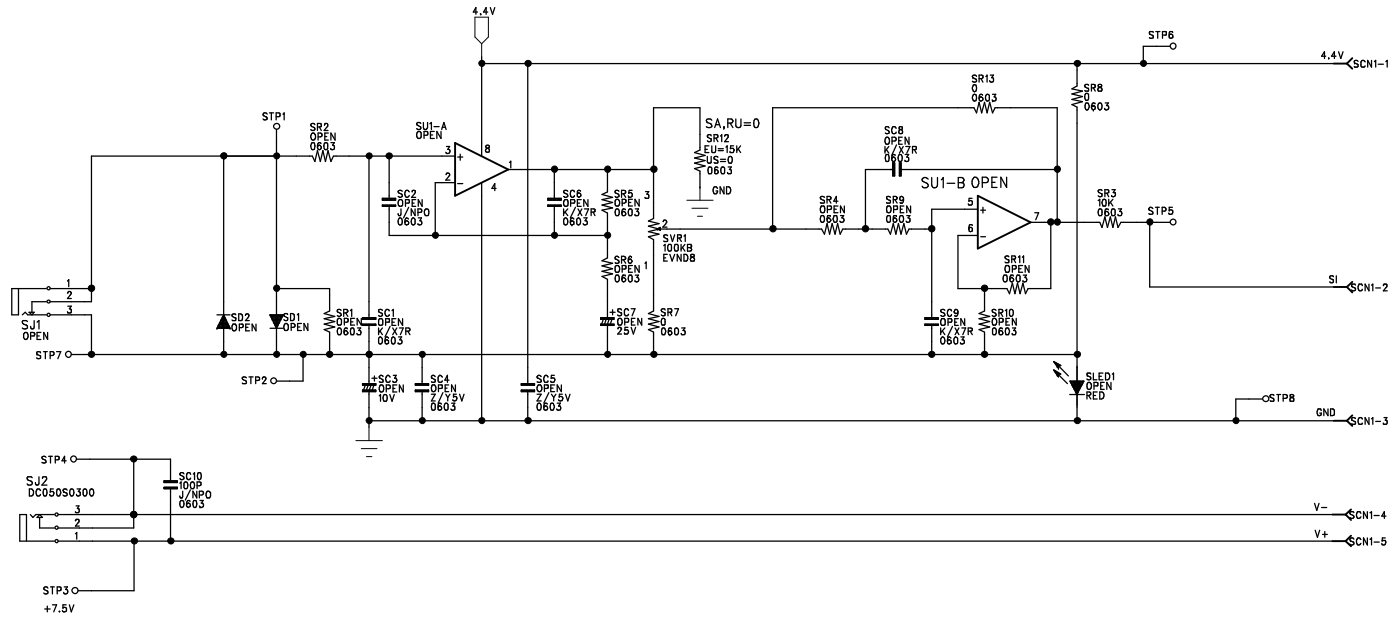 4.4V
STP6
4.4V
SCN1-1
SR13
0
0603
SR8
0
0603
STP1
SR2
OPEN
0603
SU1-A
OPEN
3
+
8
2
-
4
1
SA,RU=0
SR12
EU=15K
US=0
0603
GND
SC8
OPEN
K/X7R
0603
SU1-B OPEN
SC2
OPEN
J/NPO
0603
SC6
OPEN
K/X7R
0603
SR5
OPEN
0603
3
2
SVR1
100KB
EVND8
1
SR4
OPEN
0603
SR9
OPEN
0603
5
+
6
-
7
SR3
10K
0603
STP5
SR6
OPEN
0603
SR11
OPEN
0603
SI
SCN1-2
1
2
3
SJ1
OPEN
SD2
OPEN
SD1
OPEN
SR1
OPEN
0603
SC1
OPEN
K/X7R
0603
+
SC7
OPEN
25V
SR7
0
0603
SC9
OPEN
K/X7R
0603
SR10
OPEN
0603
STP7
STP2
+
SC3
OPEN
10V
SC4
OPEN
Z/Y5V
0603
SC5
OPEN
Z/Y5V
0603
SLED1
OPEN
RED
STP8
GND
SCN1-3
STP4
SJ2
DC050S0300
SC10
100P
J/NPO
0603
3
2
1
V-
SCN1-4
V+
SCN1-5
STP3
+7.5V